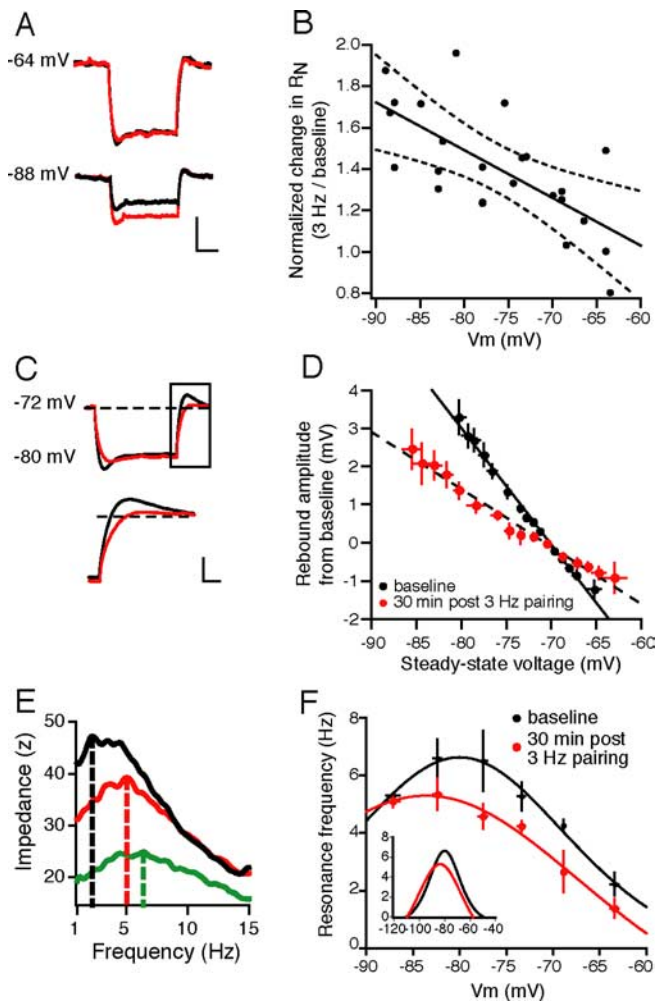 A
-64 mV
-88 mV
B
Normalized change in RN
(3 Hz / baseline)
2.0
1.8
1.6
1.4
1.2
1.0
0.8
-90 -85 -80 -75 -70 -65 -60
Vm (mV)
C
-72 mV
-80 mV
D
Rebound amplitude
from baseline (mV)
4
3
2
1
0
-1
-2
baseline
30 min post 3 Hz pairing
-90 -85 -80 -75 -70 -65 -60
Steady-state voltage (mV)
E
Impedance (z)
50
40
30
20
1 5 10 15
Frequency (Hz)
F
Resonance frequency (Hz)
8
6
4
2
0
baseline
30 min post
3 Hz pairing
8
6
4
2
0
-120 -80 -60 -40
-90 -85 -80 -75 -70 -65 -60
Vm (mV)